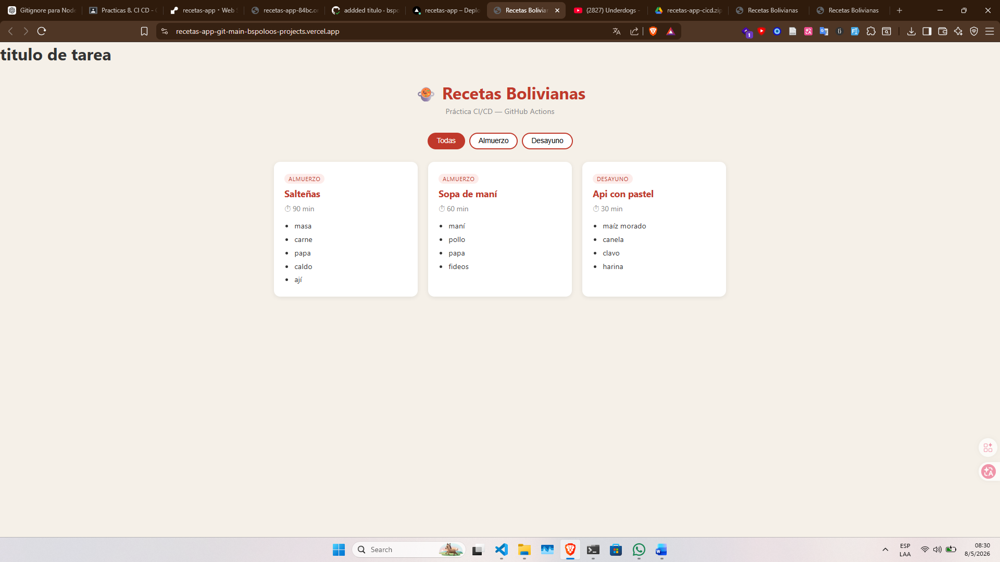 Gitignore para Node
Practicas 8. CI CD - C
recetas-app · Web S
recetas-app-84bc.or
addded titulo · bspo
recetas-app – Deplo
Recetas Bolivian
(2827) Underdogs -
recetas-app-cicd.zip
Recetas Bolivianas
Recetas Bolivianas
recetas-app-git-main-bspoloos-projects.vercel.app
1
titulo de tarea
Recetas Bolivianas
Práctica CI/CD — GitHub Actions
Todas
Almuerzo
Desayuno
ALMUERZO
Salteñas
90 min
masa
carne
papa
caldo
ají
ALMUERZO
Sopa de maní
60 min
maní
pollo
papa
fideos
DESAYUNO
Api con pastel
30 min
maíz morado
canela
clavo
harina
Search
ESP
LAA
08:30
8/5/2026